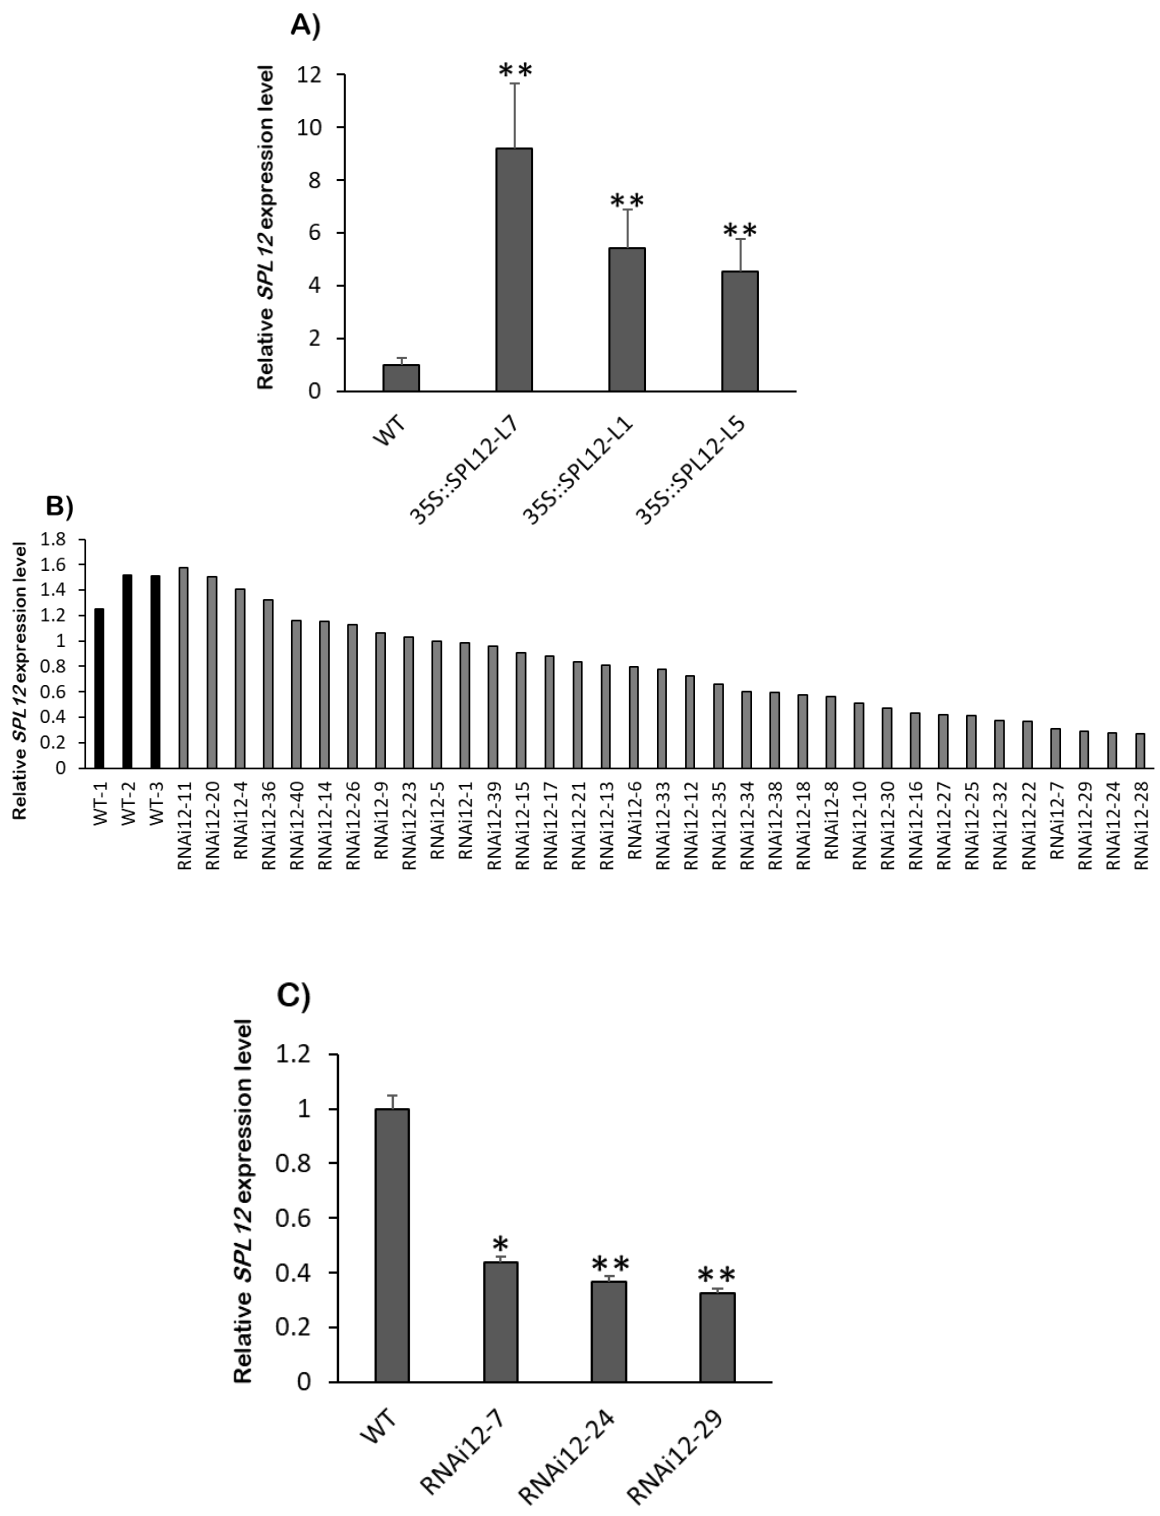 A)
Relative SPL12 expression level
12
10
8
6
4
2
0
**
**
**
WT
35S::SPL12-L7
35S::SPL12-L1
35S::SPL12-L5
B)
Relative SPL12 expression level
1.8
1.6
1.4
1.2
1
0.8
0.6
0.4
0.2
0
WT-1
WT-2
WT-3
RNAi12-11
RNAi12-20
RNAi12-4
RNAi12-36
RNAi12-40
RNAi12-14
RNAi12-26
RNAi12-9
RNAi12-23
RNAi12-5
RNAi12-1
RNAi12-39
RNAi12-15
RNAi12-17
RNAi12-21
RNAi12-13
RNAi12-6
RNAi12-33
RNAi12-12
RNAi12-35
RNAi12-34
RNAi12-38
RNAi12-18
RNAi12-8
RNAi12-10
RNAi12-30
RNAi12-16
RNAi12-27
RNAi12-25
RNAi12-32
RNAi12-22
RNAi12-7
RNAi12-29
RNAi12-24
RNAi12-28
C)
Relative SPL12 expression level
1.2
1
0.8
0.6
0.4
0.2
0
*
**
**
WT
RNAi12-7
RNAi12-24
RNAi12-29